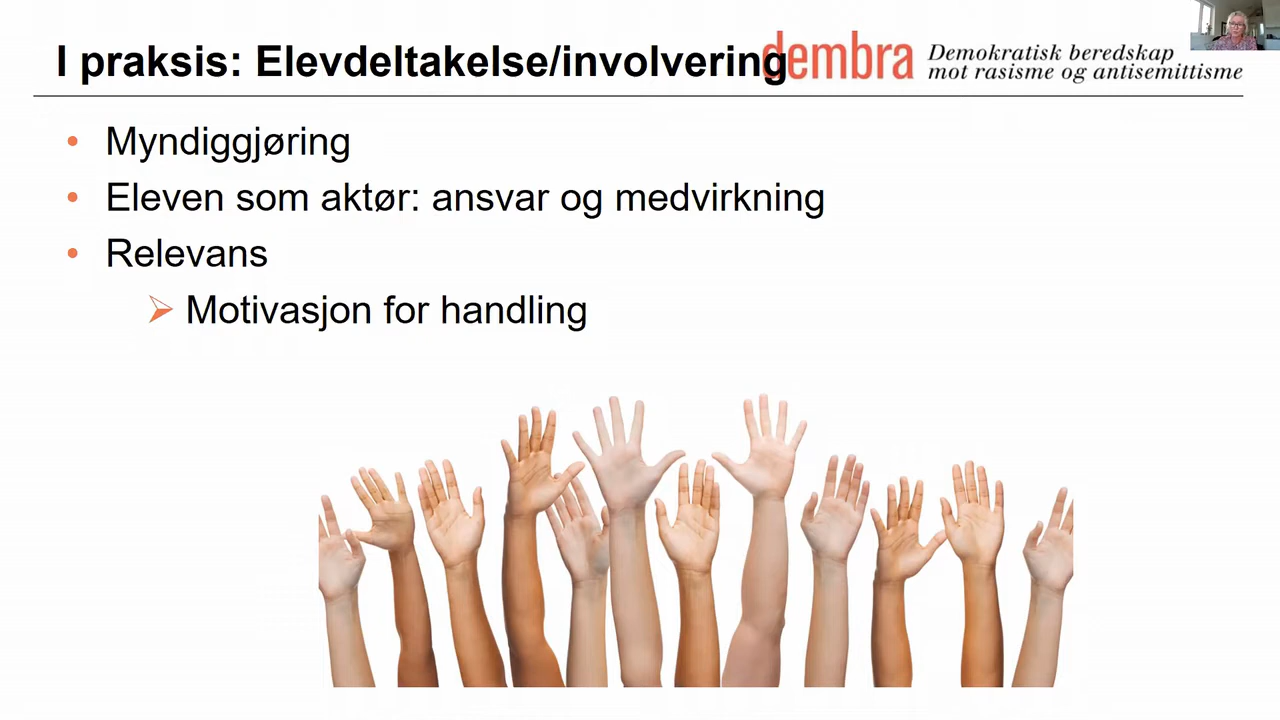 I praksis: Elevdeltakelse/involvering
dembra
Demokratisk beredskap
mot rasisme og antisemittisme
Myndiggjøring
Eleven som aktør: ansvar og medvirkning
Relevans
Motivasjon for handling